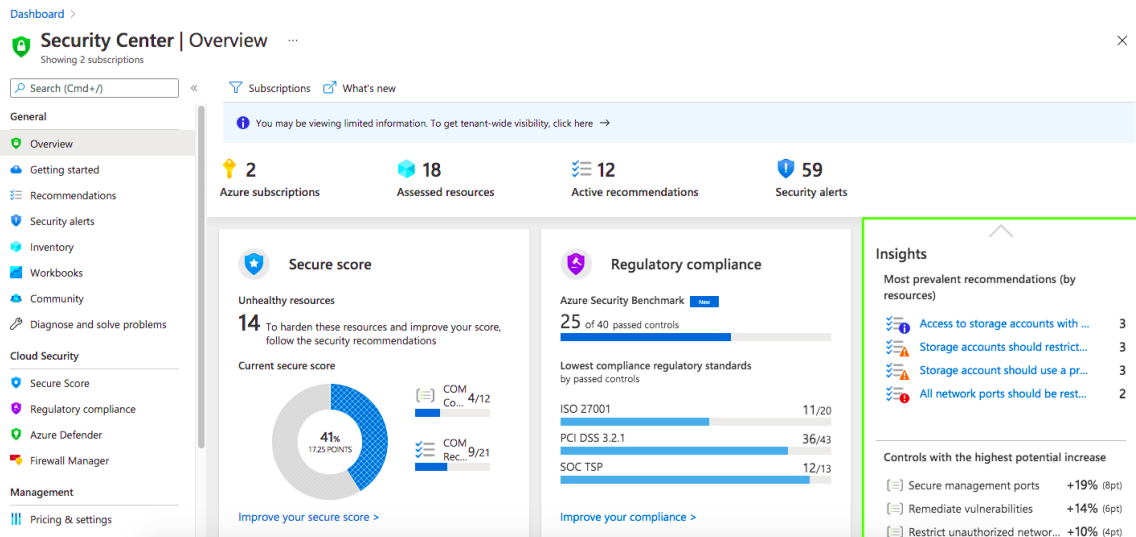 Dashboard >
Security Center | Overview ...
Showing 2 subscriptions
Search (Cmd+/)
«
General
Overview
Getting started
Recommendations
Security alerts
Inventory
Workbooks
Community
Diagnose and solve problems
Cloud Security
Secure Score
Regulatory compliance
Azure Defender
Firewall Manager
Management
Pricing & settings
Subscriptions
What's new
You may be viewing limited information. To get tenant-wide visibility, click here →
2
Azure subscriptions
18
Assessed resources
12
Active recommendations
59
Security alerts
Secure score
Unhealthy resources
14 To harden these resources and improve your score,
follow the security recommendations
Current secure score
41%
17.25 POINTS
COM
Co... 4/12
COM
Rec... 9/21
Improve your secure score >
Regulatory compliance
Azure Security Benchmark New
25 of 40 passed controls
Lowest compliance regulatory standards
by passed controls
ISO 27001 11/20
PCI DSS 3.2.1 36/43
SOC TSP 12/13
Improve your compliance >
Insights
Most prevalent recommendations (by
resources)
Access to storage accounts with ... 3
Storage accounts should restrict... 3
Storage account should use a pr... 3
All network ports should be rest... 2
Controls with the highest potential increase
Secure management ports +19% (8pt)
Remediate vulnerabilities +14% (6pt)
Restrict unauthorized networ... +10% (4pt)